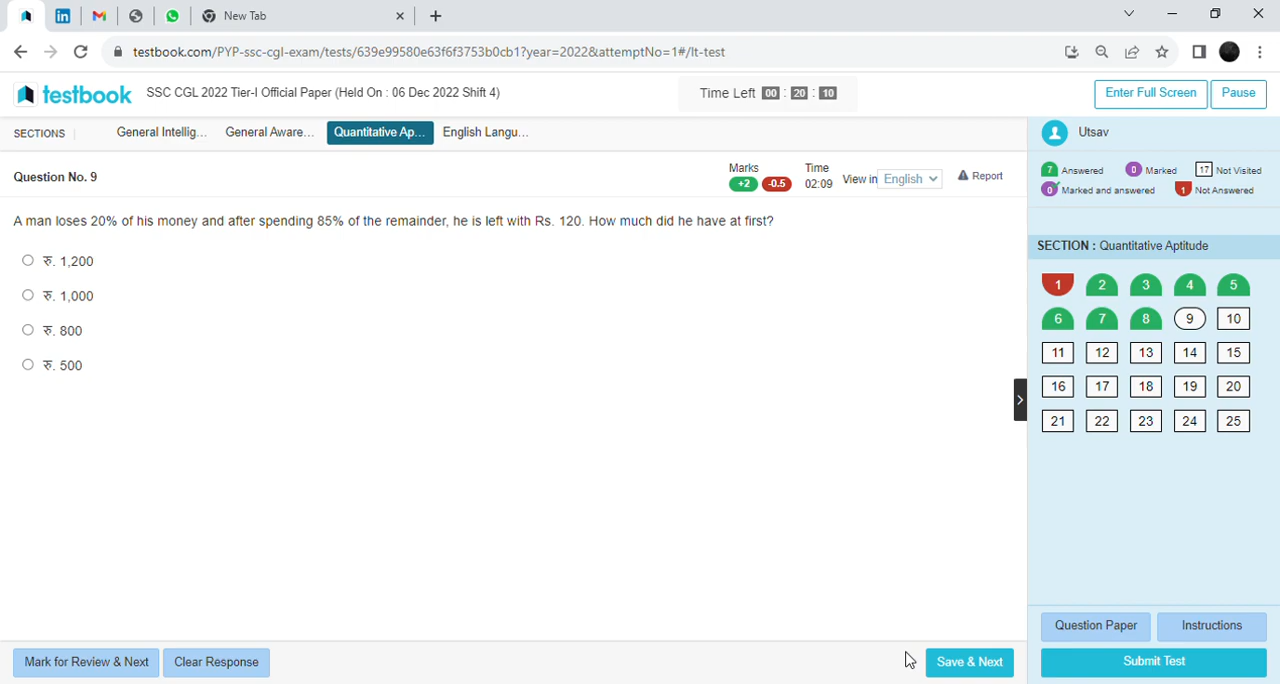 New Tab
testbook.com/PYP-ssc-cgl-exam/tests/639e99580e63f6f3753b0cb1?year=2022&attemptNo=1#/lt-test
testbook SSC CGL 2022 Tier-I Official Paper (Held On : 06 Dec 2022 Shift 4) Time Left 00 : 20 : 10 Enter Full Screen Pause
SECTIONS General Intellig... General Aware... Quantitative Ap... English Langu... Utsav
Question No. 9 Marks +2 -0.5 Time 02:09 View in English Report
7 Answered 0 Marked 17 Not Visited
0 Marked and answered 1 Not Answered
A man loses 20% of his money and after spending 85% of the remainder, he is left with Rs. 120. How much did he have at first?
रु. 1,200
रु. 1,000
रु. 800
रु. 500
SECTION : Quantitative Aptitude
1 2 3 4 5
6 7 8 9 10
11 12 13 14 15
16 17 18 19 20
21 22 23 24 25
Question Paper Instructions
Mark for Review & Next Clear Response Save & Next Submit Test